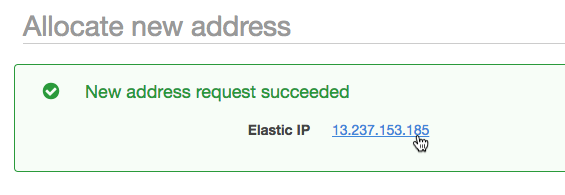 Allocate new address
New address request succeeded
Elastic IP 13.237.153.185